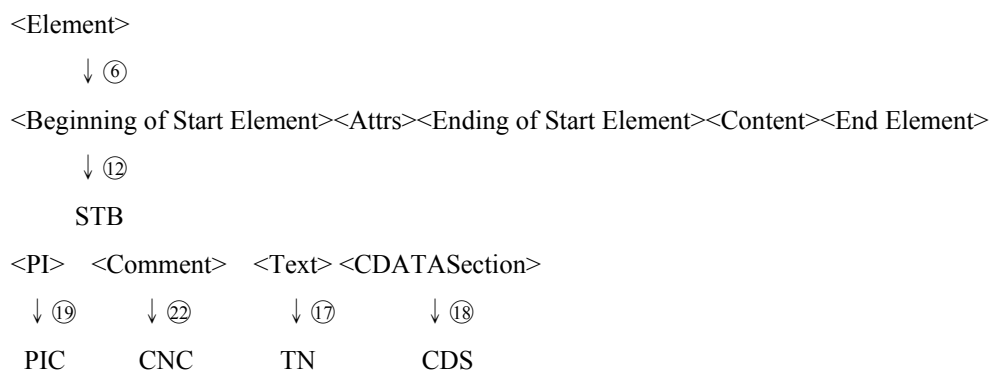 <Element>
↓ ⑥
<Beginning of Start Element><Attrs><Ending of Start Element><Content><End Element>
↓ ⑫
STB
<PI> <Comment> <Text> <CDATASection>
↓ ⑲ ↓ ㉒ ↓ ⑰ ↓ ⑱
PIC CNC TN CDS